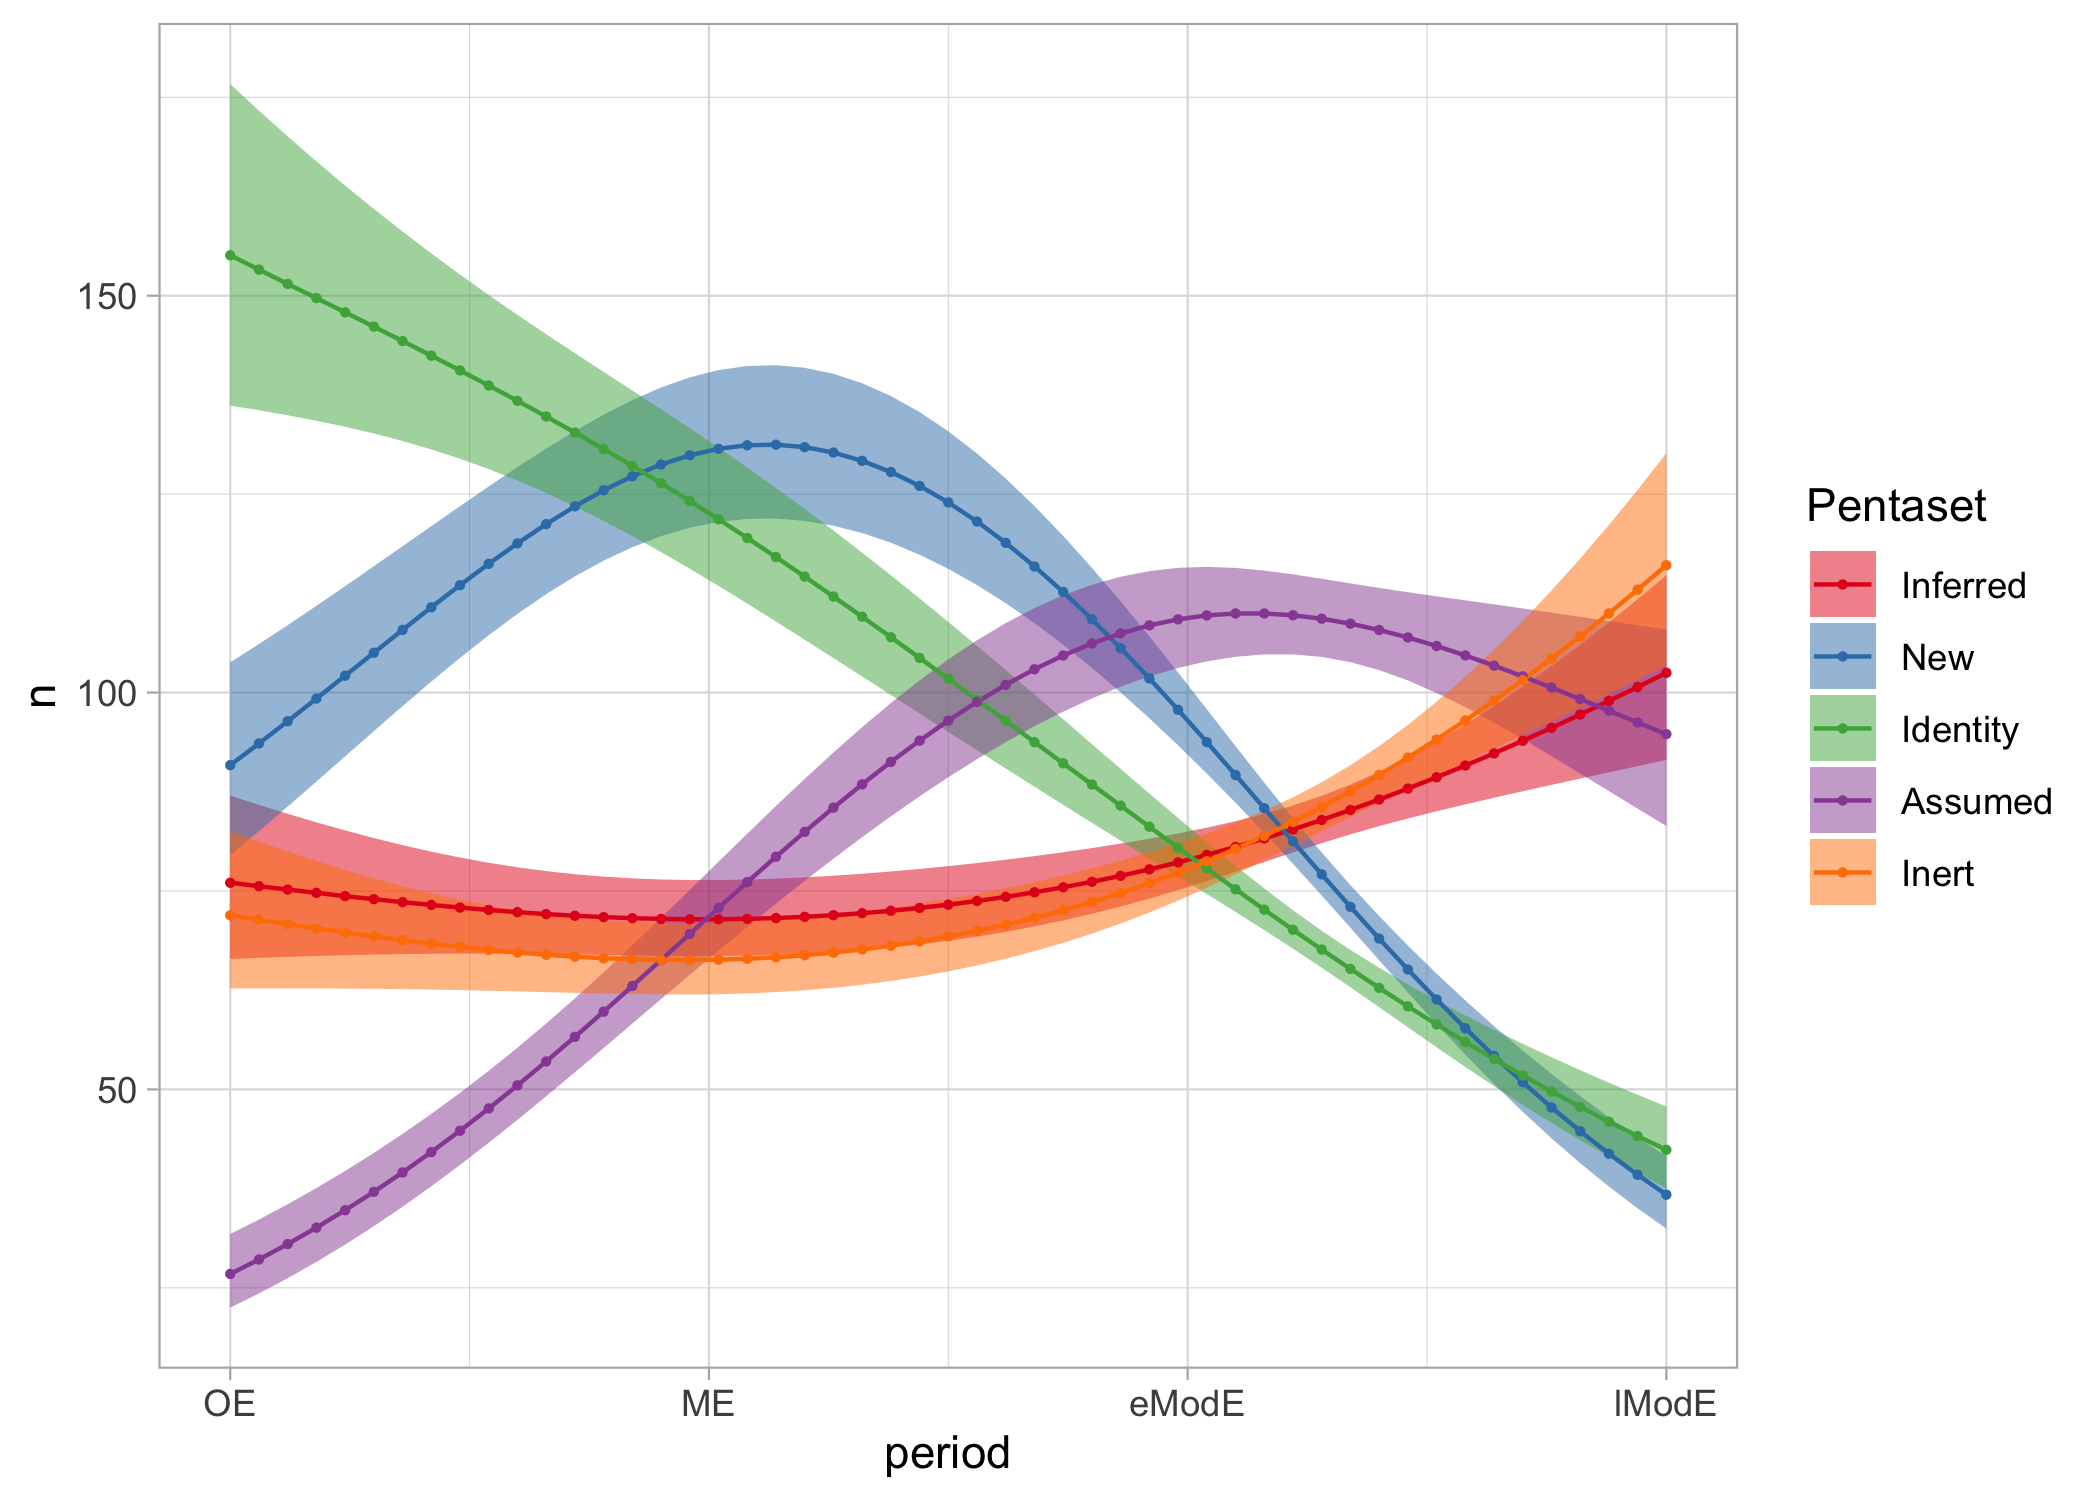 150
100
50
n
OE
ME
eModE
lModE
period
Pentaset
Inferred
New
Identity
Assumed
Inert